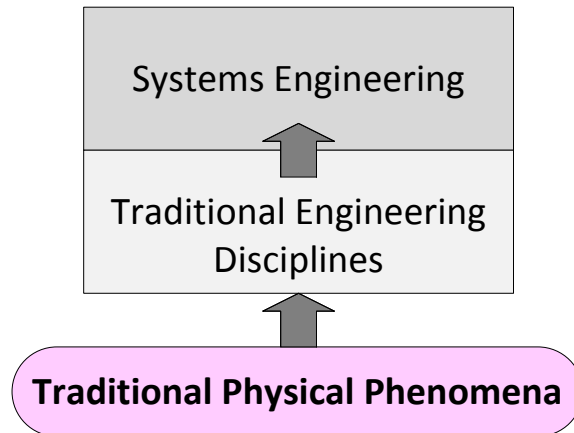 Systems Engineering
Traditional Engineering
Disciplines
Traditional Physical Phenomena